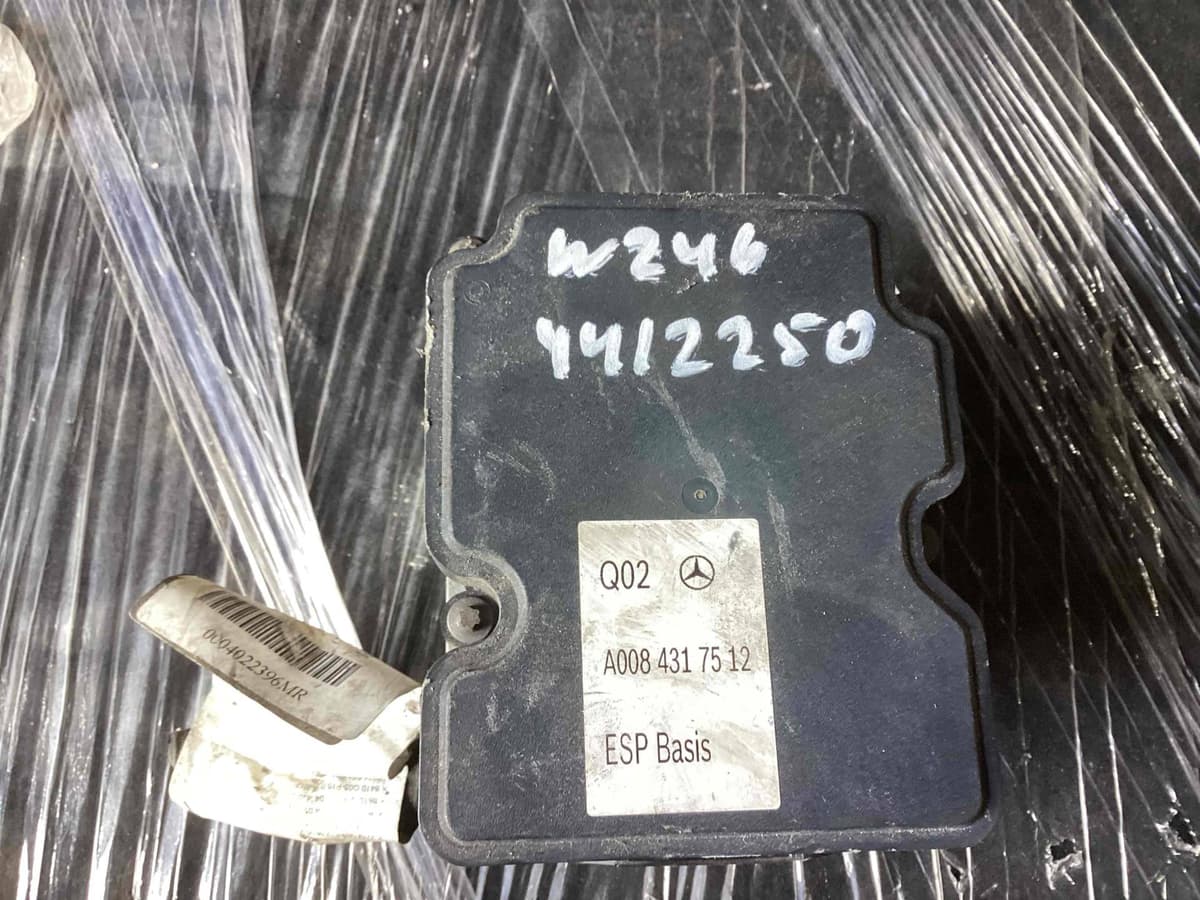 W246
4412250
Q02
A008 431 75 12
ESP Basis
0004022396MR